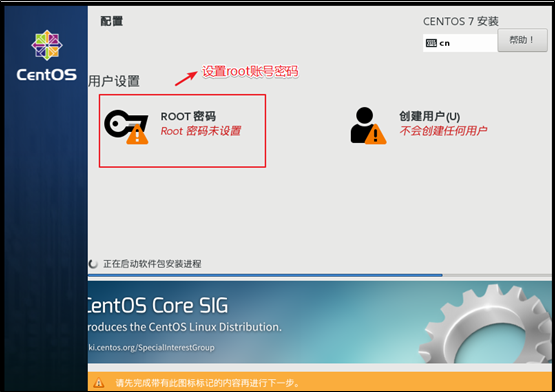 配置
CENTOS 7 安装
cn
帮助！
CentOS
用户设置
设置root账号密码
ROOT 密码
Root 密码未设置
创建用户(U)
不会创建任何用户
正在启动软件包安装进程
CentOS Core SIG
roduces the CentOS Linux Distribution.
ki.centos.org/SpecialInterestGroup
请先完成带有此图标标记的内容再进行下一步。